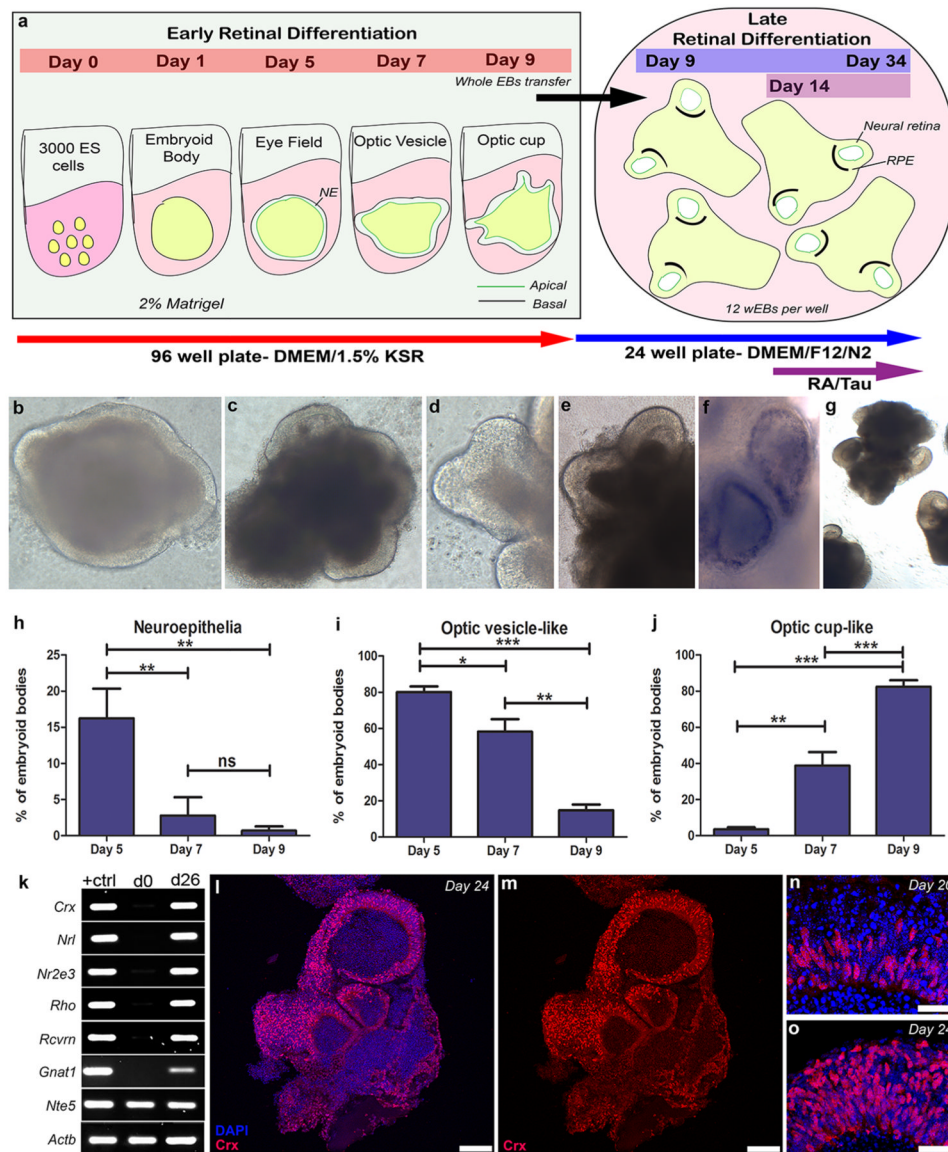 a
Early Retinal Differentiation
Day 0 Day 1 Day 5 Day 7 Day 9
Whole EBs transfer
3000 ES
cells
Embryoid
Body
Eye Field
Optic Vesicle
Optic cup
NE
2% Matrigel
Apical
Basal
Late
Retinal Differentiation
Day 9 Day 34
Day 14
Neural retina
RPE
12 wEBs per well
96 well plate- DMEM/1.5% KSR
24 well plate- DMEM/F12/N2
RA/Tau
b c d e f g
h
Neuroepithelia
% of embryoid bodies
25
20
15
10
5
0
**
**
ns
Day 5 Day 7 Day 9
i
Optic vesicle-like
% of embryoid bodies
100
80
60
40
20
0
***
*
**
Day 5 Day 7 Day 9
j
Optic cup-like
% of embryoid bodies
100
80
60
40
20
0
***
***
**
Day 5 Day 7 Day 9
k
+ctrl d0 d26
Crx
Nrl
Nr2e3
Rho
Rcvrn
Gnat1
Nte5
Actb
l
Day 24
DAPI
Crx
m
Crx
n
Day 20
o
Day 24